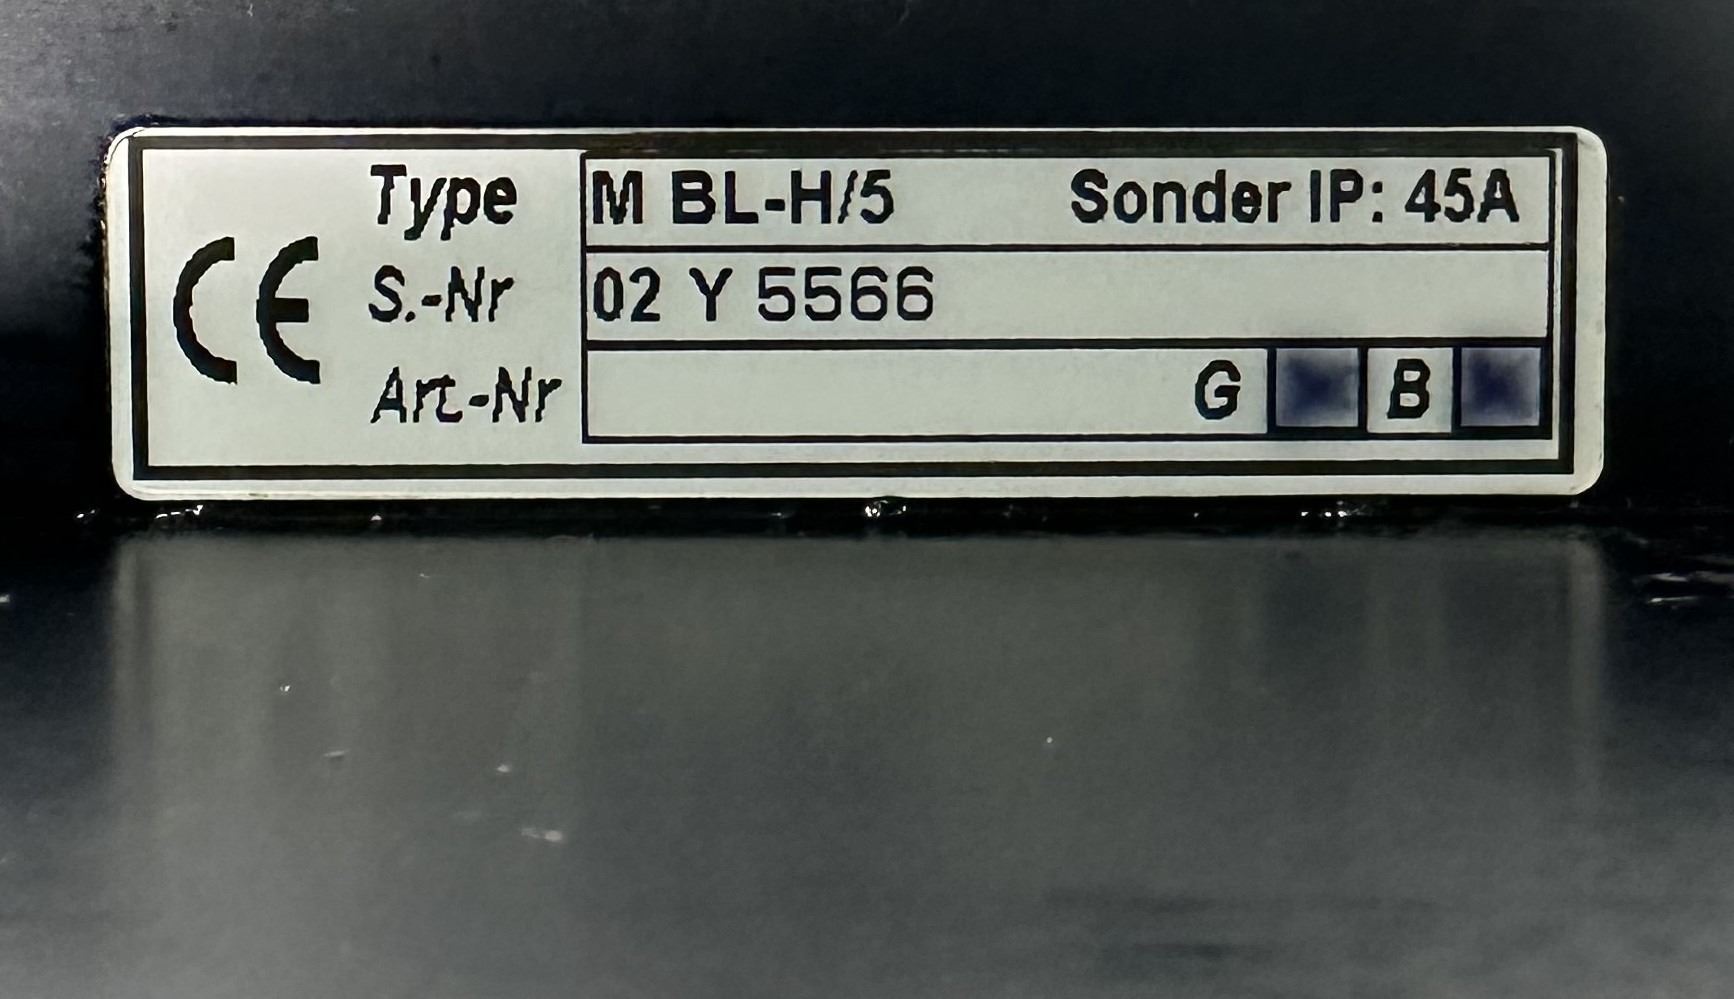 CE
Type M BL-H/5 Sonder IP: 45A
S.-Nr 02 Y 5566
Art.-Nr G B